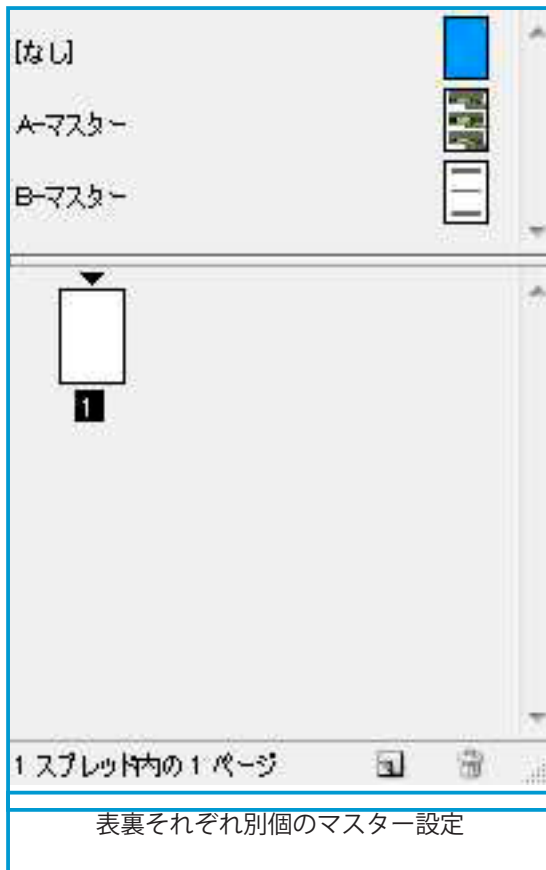 [なし]
A-マスター
B-マスター
1
1 スプレッド内の 1 ページ
表裏それぞれ別個のマスター設定